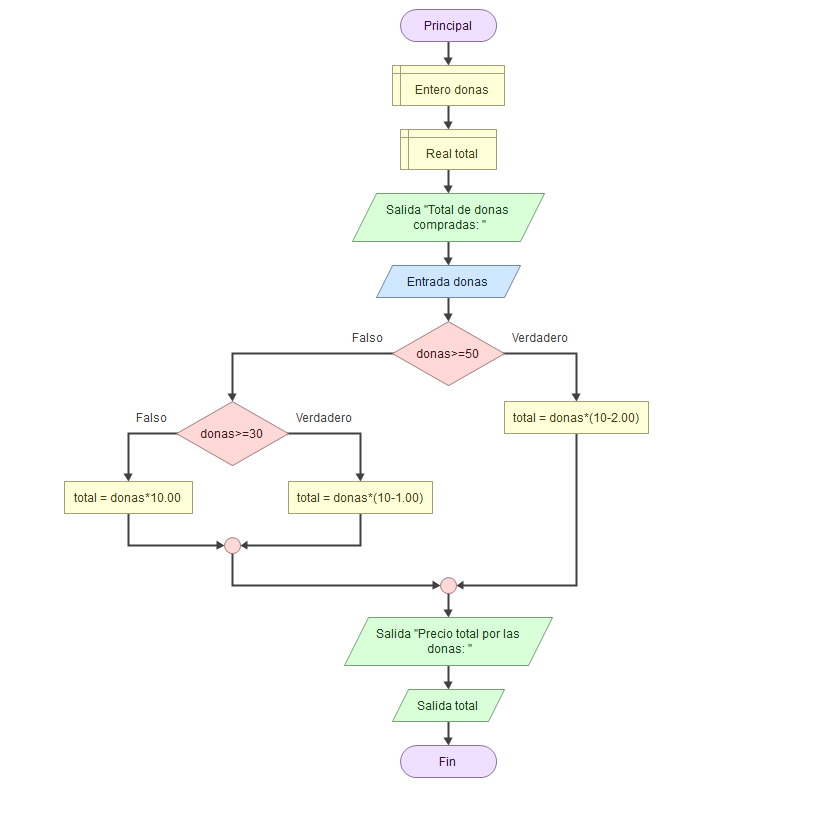 Principal
Entero donas
Real total
Salida "Total de donas
compradas: "
Entrada donas
Falso
Verdadero
donas>=50
total = donas*(10-2.00)
Falso
Verdadero
donas>=30
total = donas*10.00
total = donas*(10-1.00)
Salida "Precio total por las
donas: "
Salida total
Fin